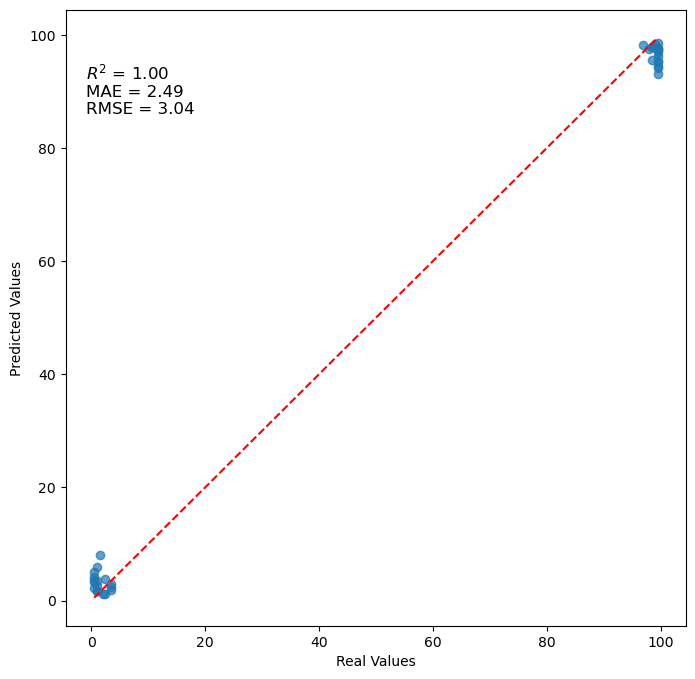 100
80
60
40
20
0
Predicted Values
R² = 1.00
MAE = 2.49
RMSE = 3.04
0 20 40 60 80 100
Real Values